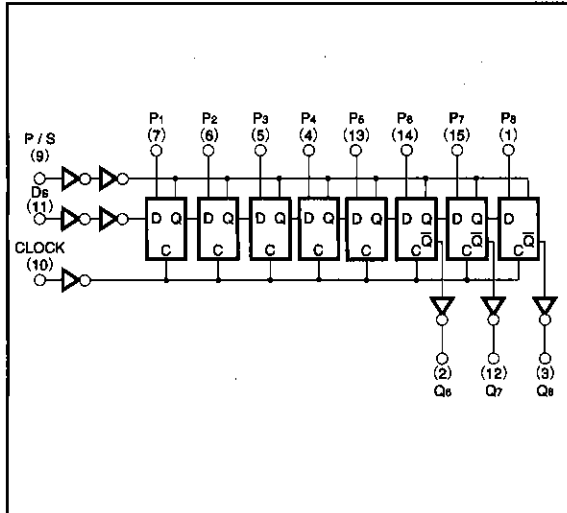 P1 P2 P3 P4 P5 P6 P7 P8
(7) (6) (5) (4) (13) (14) (15) (1)
P / S
(9)
DS
(11)
D Q D Q D Q D Q D Q D Q D Q D
C C C C C C Q̅ C Q̅ C Q̅
CLOCK
(10)
(2) (12) (3)
Q6 Q7 Q8